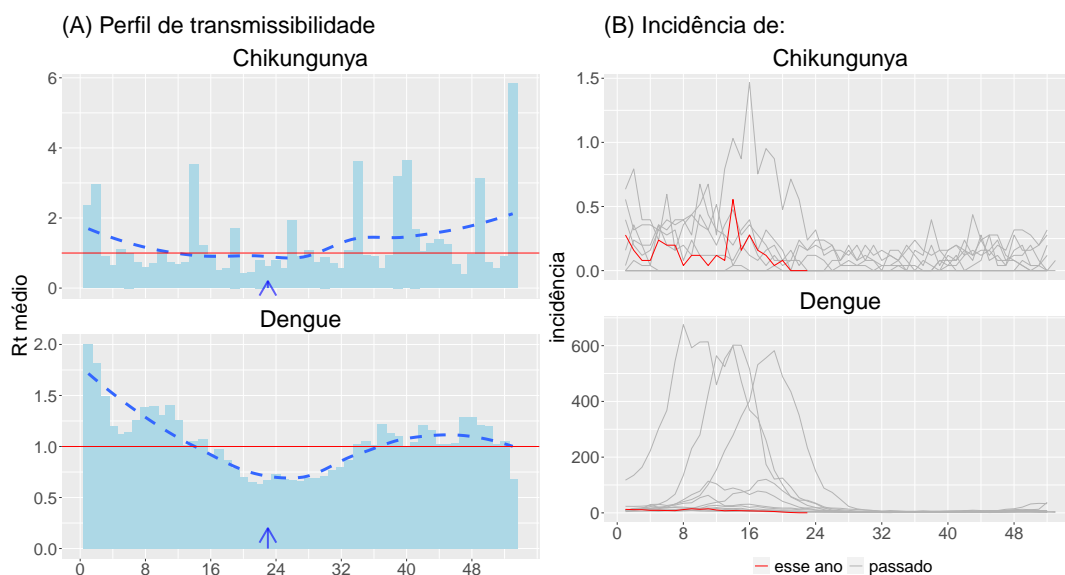 (A) Perfil de transmissibilidade
Chikungunya
6
4
2
0
Dengue
2.0
1.5
1.0
0.5
0.0
0 8 16 24 32 40 48
Rt médio
(B) Incidência de:
Chikungunya
1.5
1.0
0.5
0.0
Dengue
600
400
200
0
0 8 16 24 32 40 48
incidência
esse ano passado